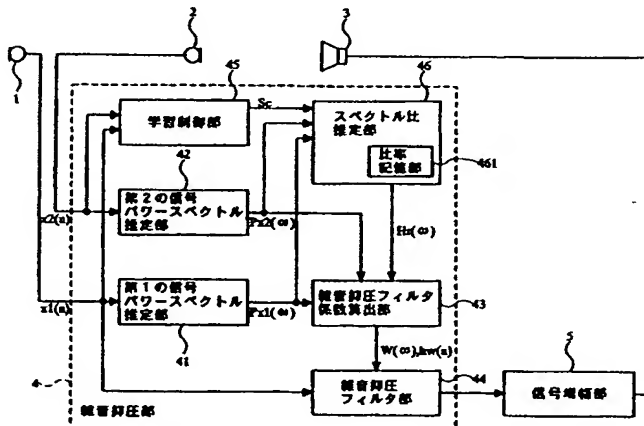 1
2
3
45
学習制御部
Sc
46
スペクトル比
推定部
比率
記憶部
461
42
第2の信号
パワースペクトル
推定部
x2(n)
Px2(ω)
Hs(ω)
第1の信号
パワースペクトル
推定部
x1(n)
Px1(ω)
41
雑音抑圧フィルタ
係数算出部
43
W(ω),hw(n)
44
雑音抑圧
フィルタ部
5
信号増幅部
4
雑音抑圧部